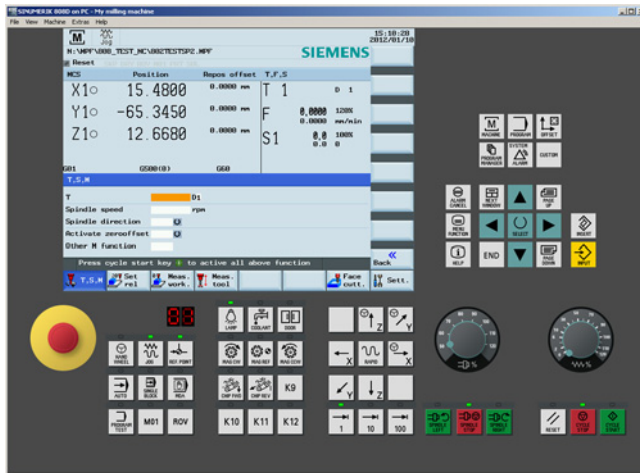 SINUMERIK 808D on PC - My milling machine
File View Machine Extras Help
M
Jog
15:10:28
2012/01/10
N:\MPF\808_TEST_NC\002TESTSP2.MPF
SIEMENS
Reset
MCS Position Repos offset T,F,S
X1 15.4800 0.0000 mm T 1 D 1
Y1 -65.3450 0.0000 mm F 0.0000 120%
0.0000 mm/min
Z1 12.6680 0.0000 mm S1 0.0 100%
0.0 0
G01 G500(0) G60
T,S,M
T D1
Spindle speed rpm
Spindle direction
Activate zerooffset
Other M function
Press cycle start key to active all above function
Back
T,S,M
Set rel
Meas. work.
Meas. tool
Face cutt.
Sett.
M
MACHINE
PROGRAM
OFFSET
PROGRAM MANAGER
SYSTEM ALARM
CUSTOM
ALARM CANCEL
NEXT WINDOW
PAGE UP
MENU FUNCTION
SELECT
INSERT
HELP
END
PAGE DOWN
INPUT
01
LAMP
COOLANT
DOOR
Z
Y
HAND WHEEL
JOG
REF. POINT
MAG CW
MAG REF
MAG CCW
X
RAPID
X
AUTO
SINGLE BLOCK
MDA
CHIP FWD
CHIP REV
K9
Y
Z
PROGRAM TEST
M01
ROV
K10
K11
K12
1
10
100
%
%
SPINDLE LEFT
SPINDLE STOP
SPINDLE RIGHT
RESET
CYCLE STOP
CYCLE START